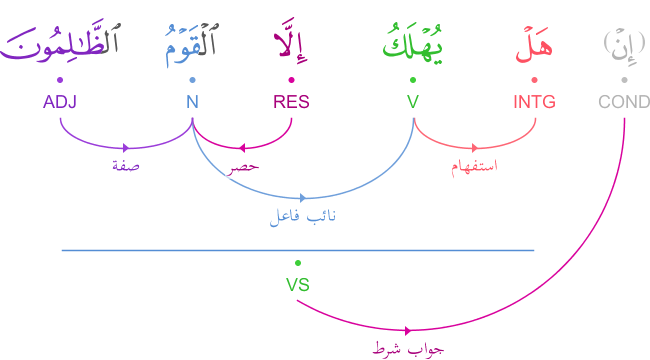 (إِنْ) هَلْ يُهْلَكُ إِلَّا ٱلْقَوْمُ ٱلظَّـٰلِمُونَ
COND INTG V RES N ADJ
استفهام حصر صفة
نائب فاعل
VS
جواب شرط